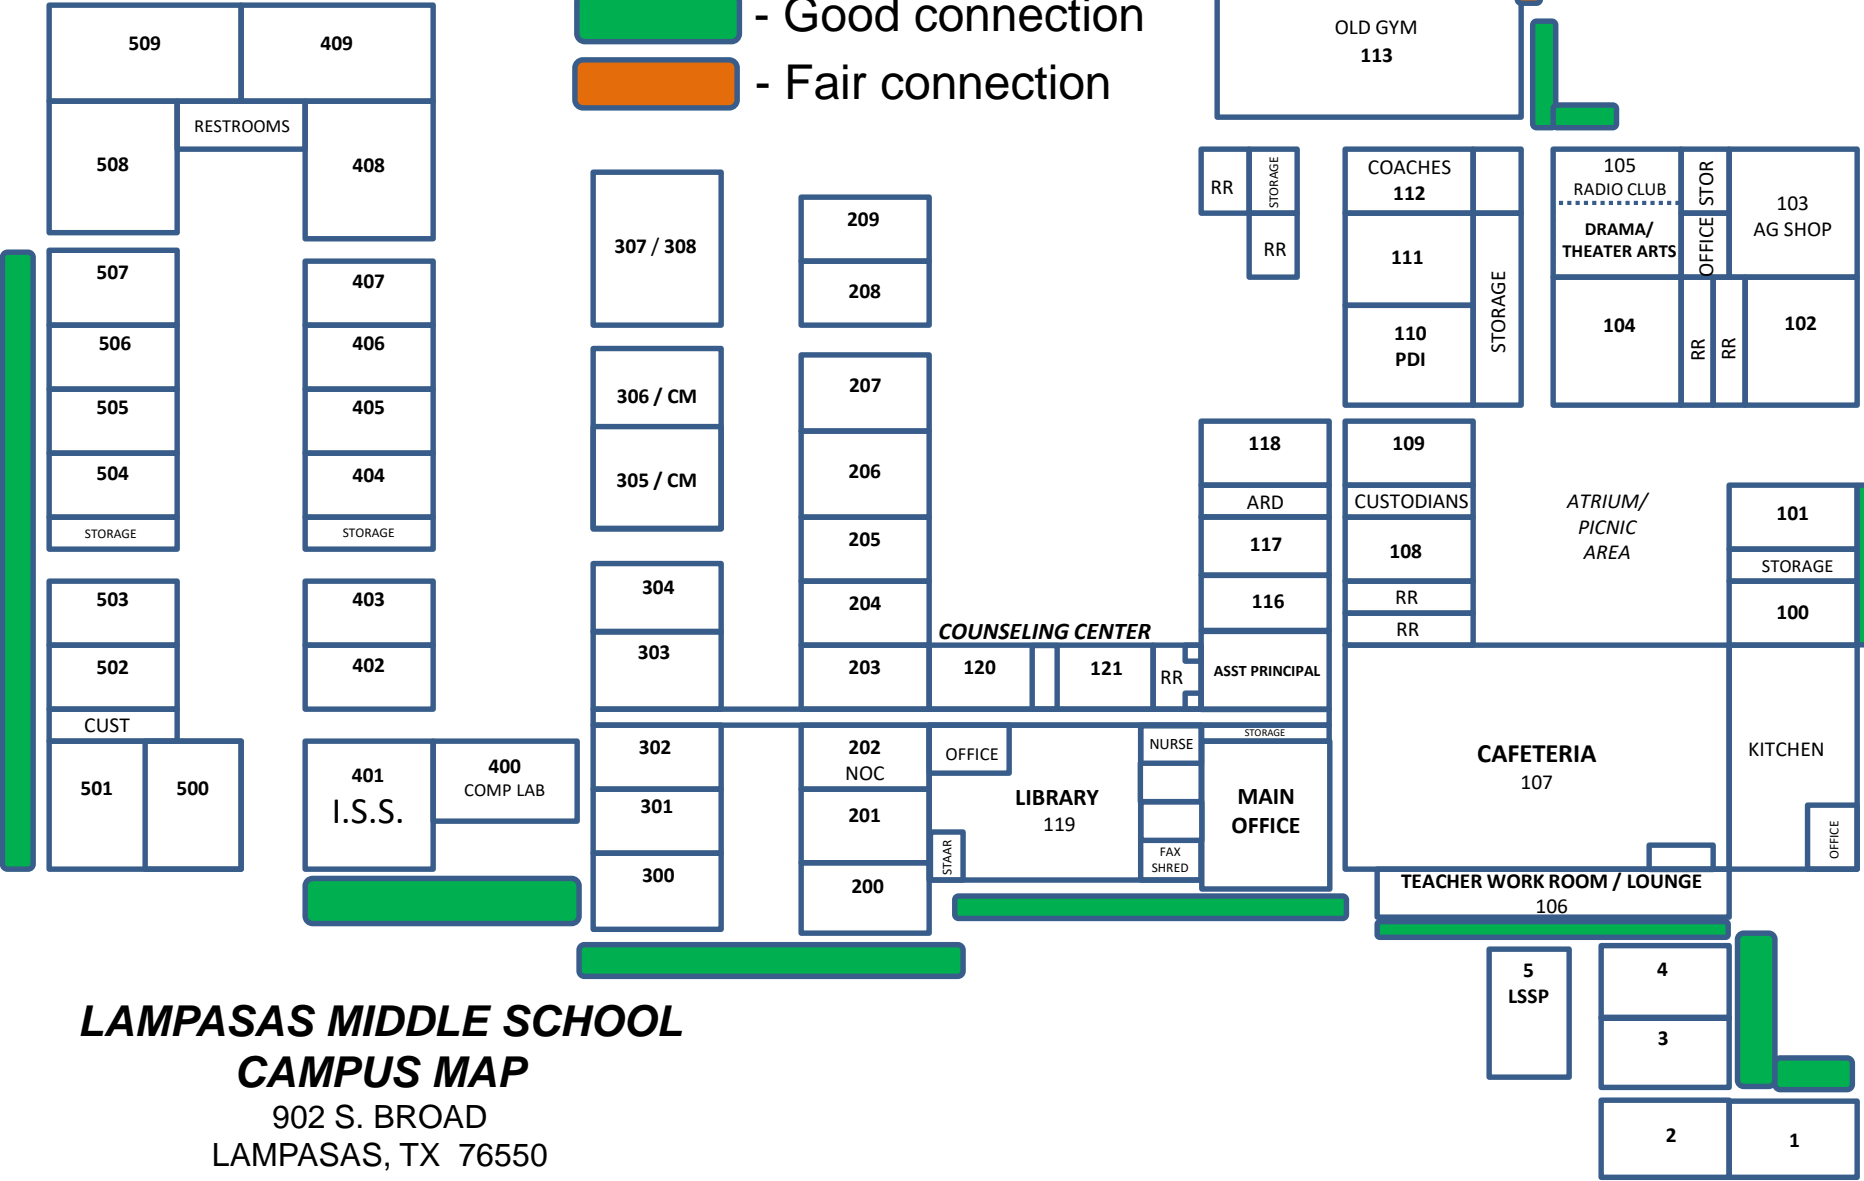 - Good connection
- Fair connection
509
409
RESTROOMS
508
408
507
407
506
406
505
405
504
404
STORAGE
STORAGE
503
403
502
402
CUST
501
500
401
I.S.S.
400
COMP LAB
307 / 308
306 / CM
305 / CM
304
303
302
301
300
209
208
207
206
205
204
203
202
NOC
201
200
COUNSELING CENTER
120
121
RR
ASST PRINCIPAL
OFFICE
LIBRARY
119
STAAR
NURSE
FAX
SHRED
STORAGE
MAIN
OFFICE
118
ARD
117
116
OLD GYM
113
RR
STORAGE
RR
COACHES
112
111
110
PDI
STORAGE
109
CUSTODIANS
108
RR
RR
105
RADIO CLUB
DRAMA/
THEATER ARTS
STOR
OFFICE
103
AG SHOP
104
RR
RR
102
ATRIUM/
PICNIC
AREA
101
STORAGE
100
CAFETERIA
107
KITCHEN
OFFICE
TEACHER WORK ROOM / LOUNGE
106
5
LSSP
4
3
2
1
LAMPASAS MIDDLE SCHOOL
CAMPUS MAP
902 S. BROAD
LAMPASAS, TX  76550